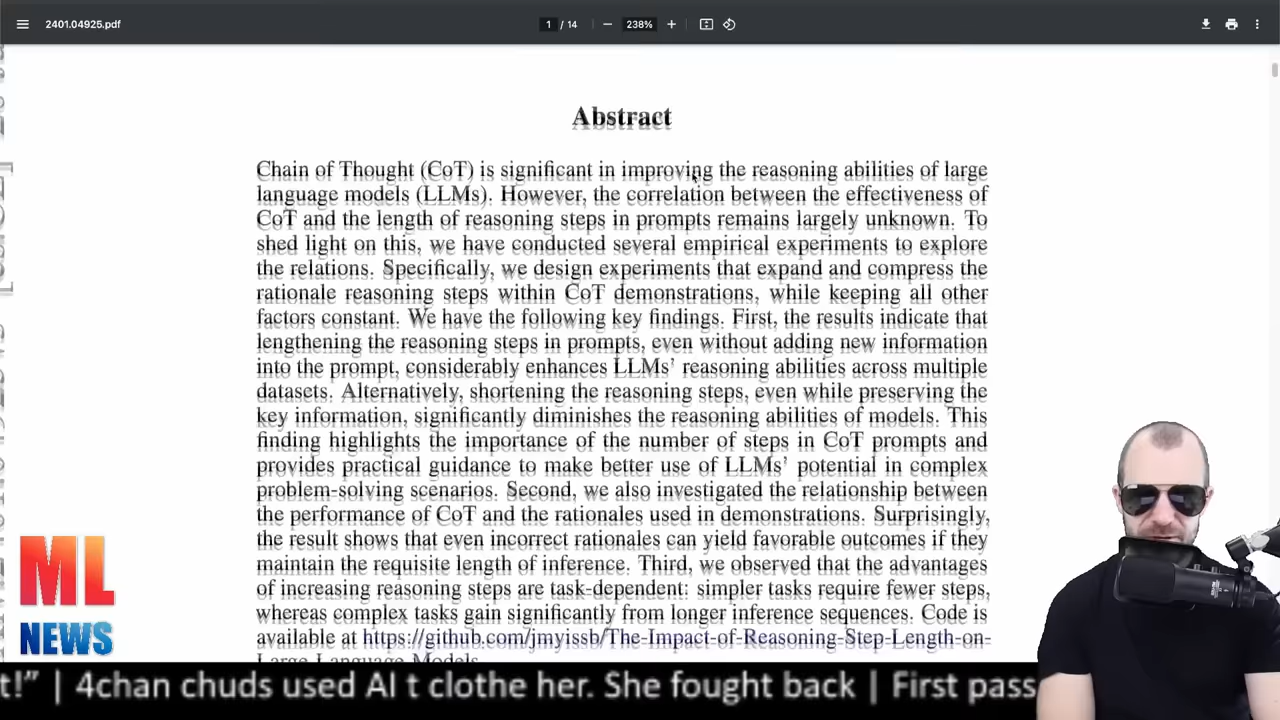 2401.04925.pdf
1 / 14
238%
Abstract
Chain of Thought (CoT) is significant in improving the reasoning abilities of large
language models (LLMs). However, the correlation between the effectiveness of
CoT and the length of reasoning steps in prompts remains largely unknown. To
shed light on this, we have conducted several empirical experiments to explore
the relations. Specifically, we design experiments that expand and compress the
rationale reasoning steps within CoT demonstrations, while keeping all other
factors constant. We have the following key findings. First, the results indicate that
lengthening the reasoning steps in prompts, even without adding new information
into the prompt, considerably enhances LLMs' reasoning abilities across multiple
datasets. Alternatively, shortening the reasoning steps, even while preserving the
key information, significantly diminishes the reasoning abilities of models. This
finding highlights the importance of the number of steps in CoT prompts and
provides practical guidance to make better use of LLMs' potential in complex
problem-solving scenarios. Second, we also investigated the relationship between
the performance of CoT and the rationales used in demonstrations. Surprisingly,
the result shows that even incorrect rationales can yield favorable outcomes if they
maintain the requisite length of inference. Third, we observed that the advantages
of increasing reasoning steps are task-dependent: simpler tasks require fewer steps,
whereas complex tasks gain significantly from longer inference sequences. Code is
available at https://github.com/jmyissb/The-Impact-of-Reasoning-Step-Length-on-
Large-Language-Models
ML
NEWS
t!” | 4chan chuds used AI t clothe her. She fought back | First pass